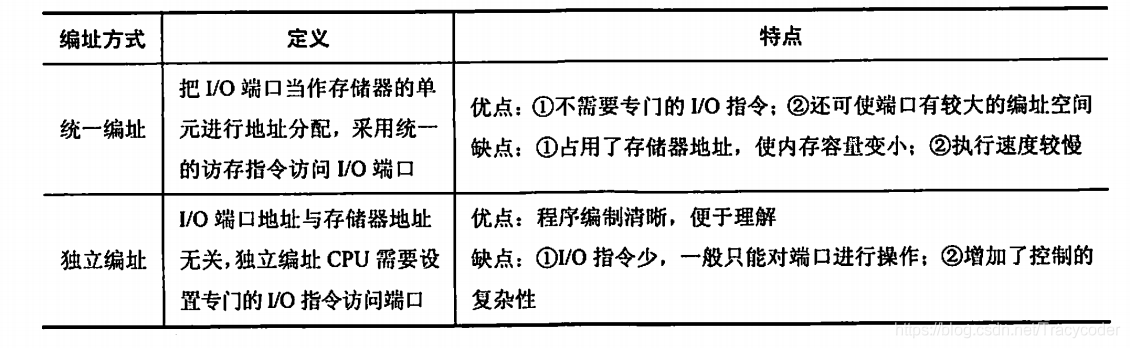 编址方式 定义 特点
统一编址
把 I/O 端口当作存储器的单
元进行地址分配，采用统一
的访存指令访问 I/O 端口
优点：①不需要专门的 I/O 指令；②还可使端口有较大的编址空间
缺点：①占用了存储器地址，使内存容量变小；②执行速度较慢
独立编址
I/O 端口地址与存储器地址
无关，独立编址 CPU 需要设
置专门的 I/O 指令访问端口
优点：程序编制清晰，便于理解
缺点：①I/O 指令少，一般只能对端口进行操作；②增加了控制的
复杂性
https://blog.csdn.net/Tracycoder